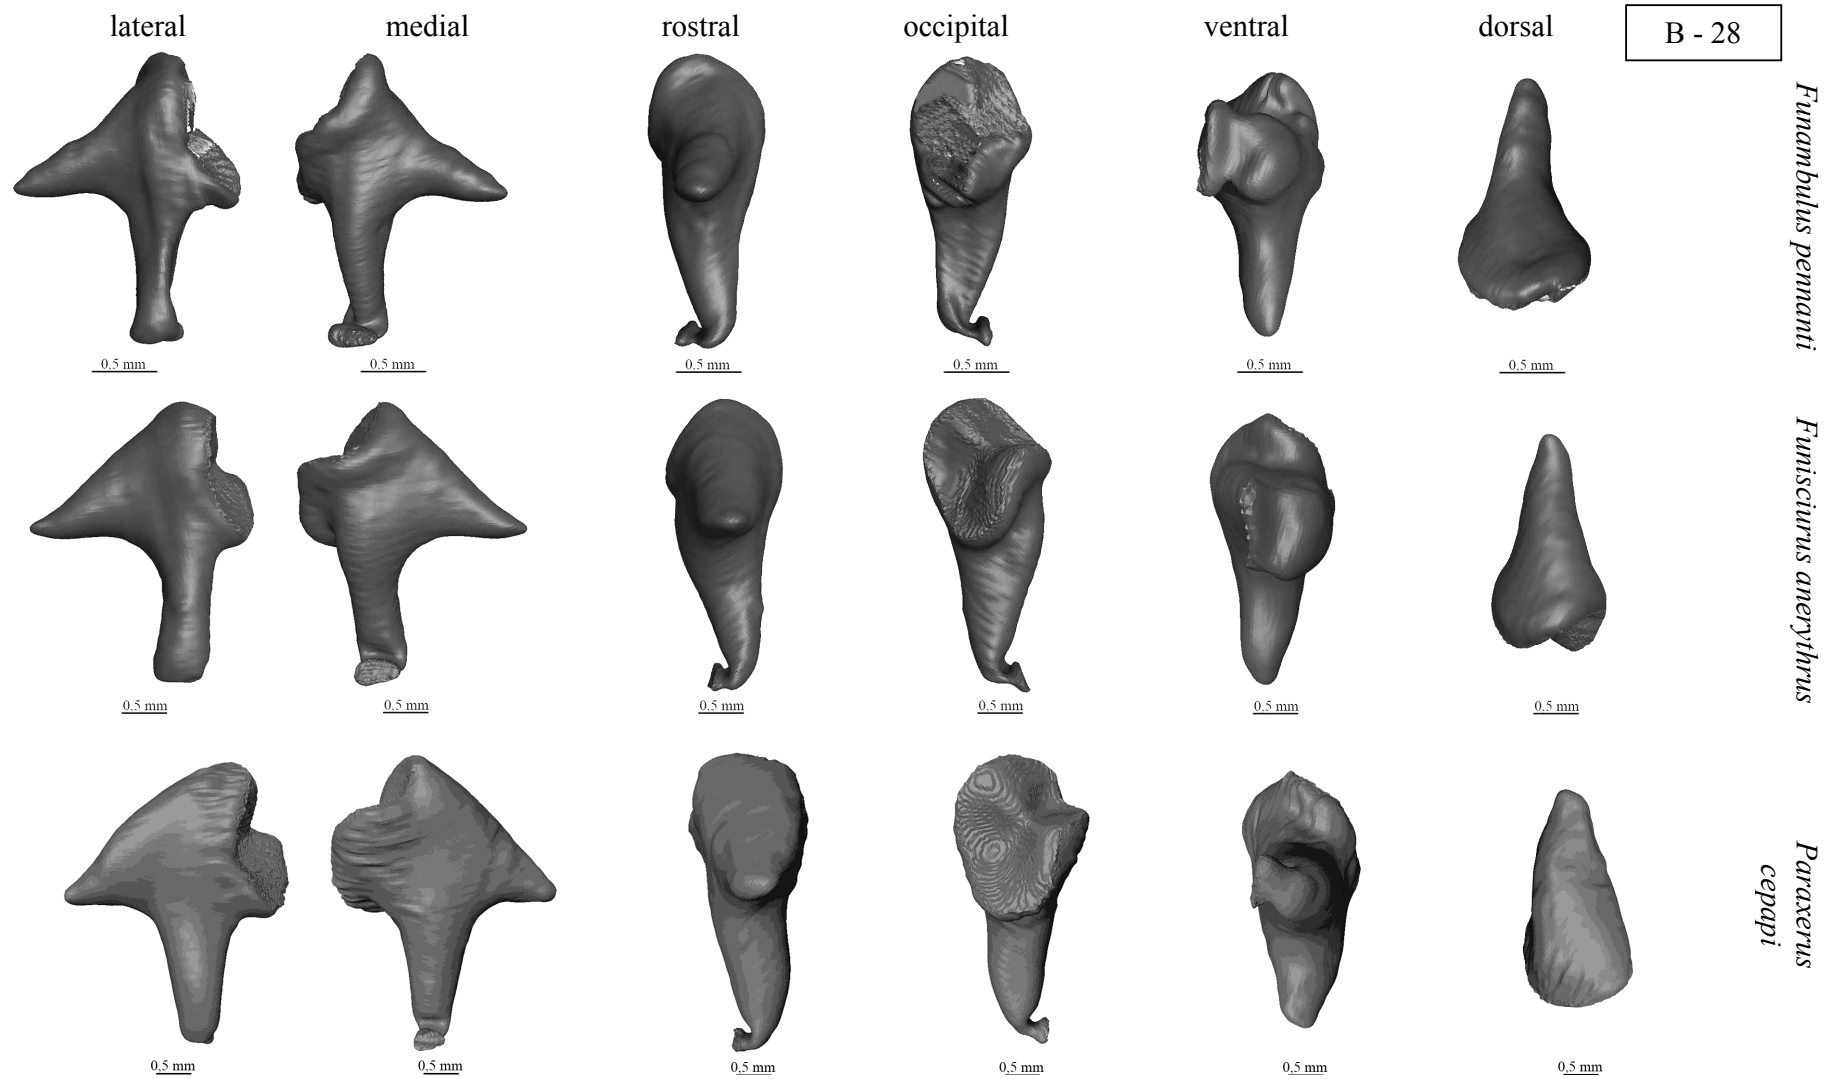 lateral medial rostral occipital ventral dorsal B - 28
Funambulus pennanti
0.5 mm 0.5 mm 0.5 mm 0.5 mm 0.5 mm 0.5 mm
Funisciurus anerythrus
0.5 mm 0.5 mm 0.5 mm 0.5 mm 0.5 mm 0.5 mm
Paraxerus
cepapi
0,5 mm 0,5 mm 0,5 mm 0,5 mm 0,5 mm 0,5 mm